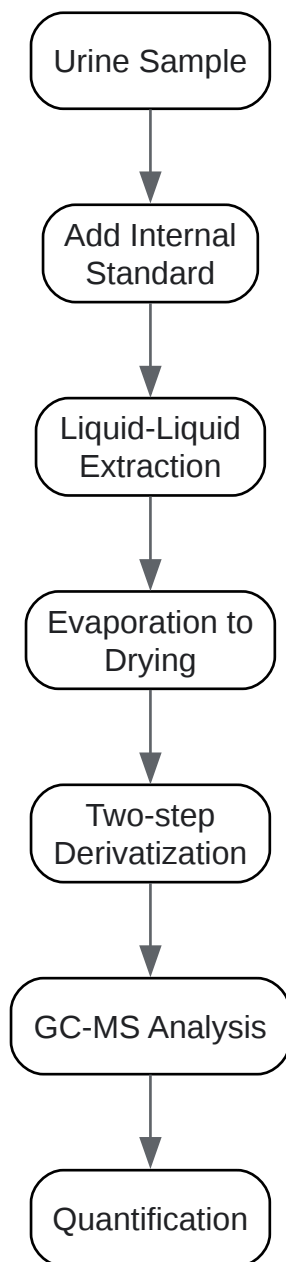 Urine Sample
Add Internal
Standard
Liquid-Liquid
Extraction
Evaporation to
Drying
Two-step
Derivatization
GC-MS Analysis
Quantification